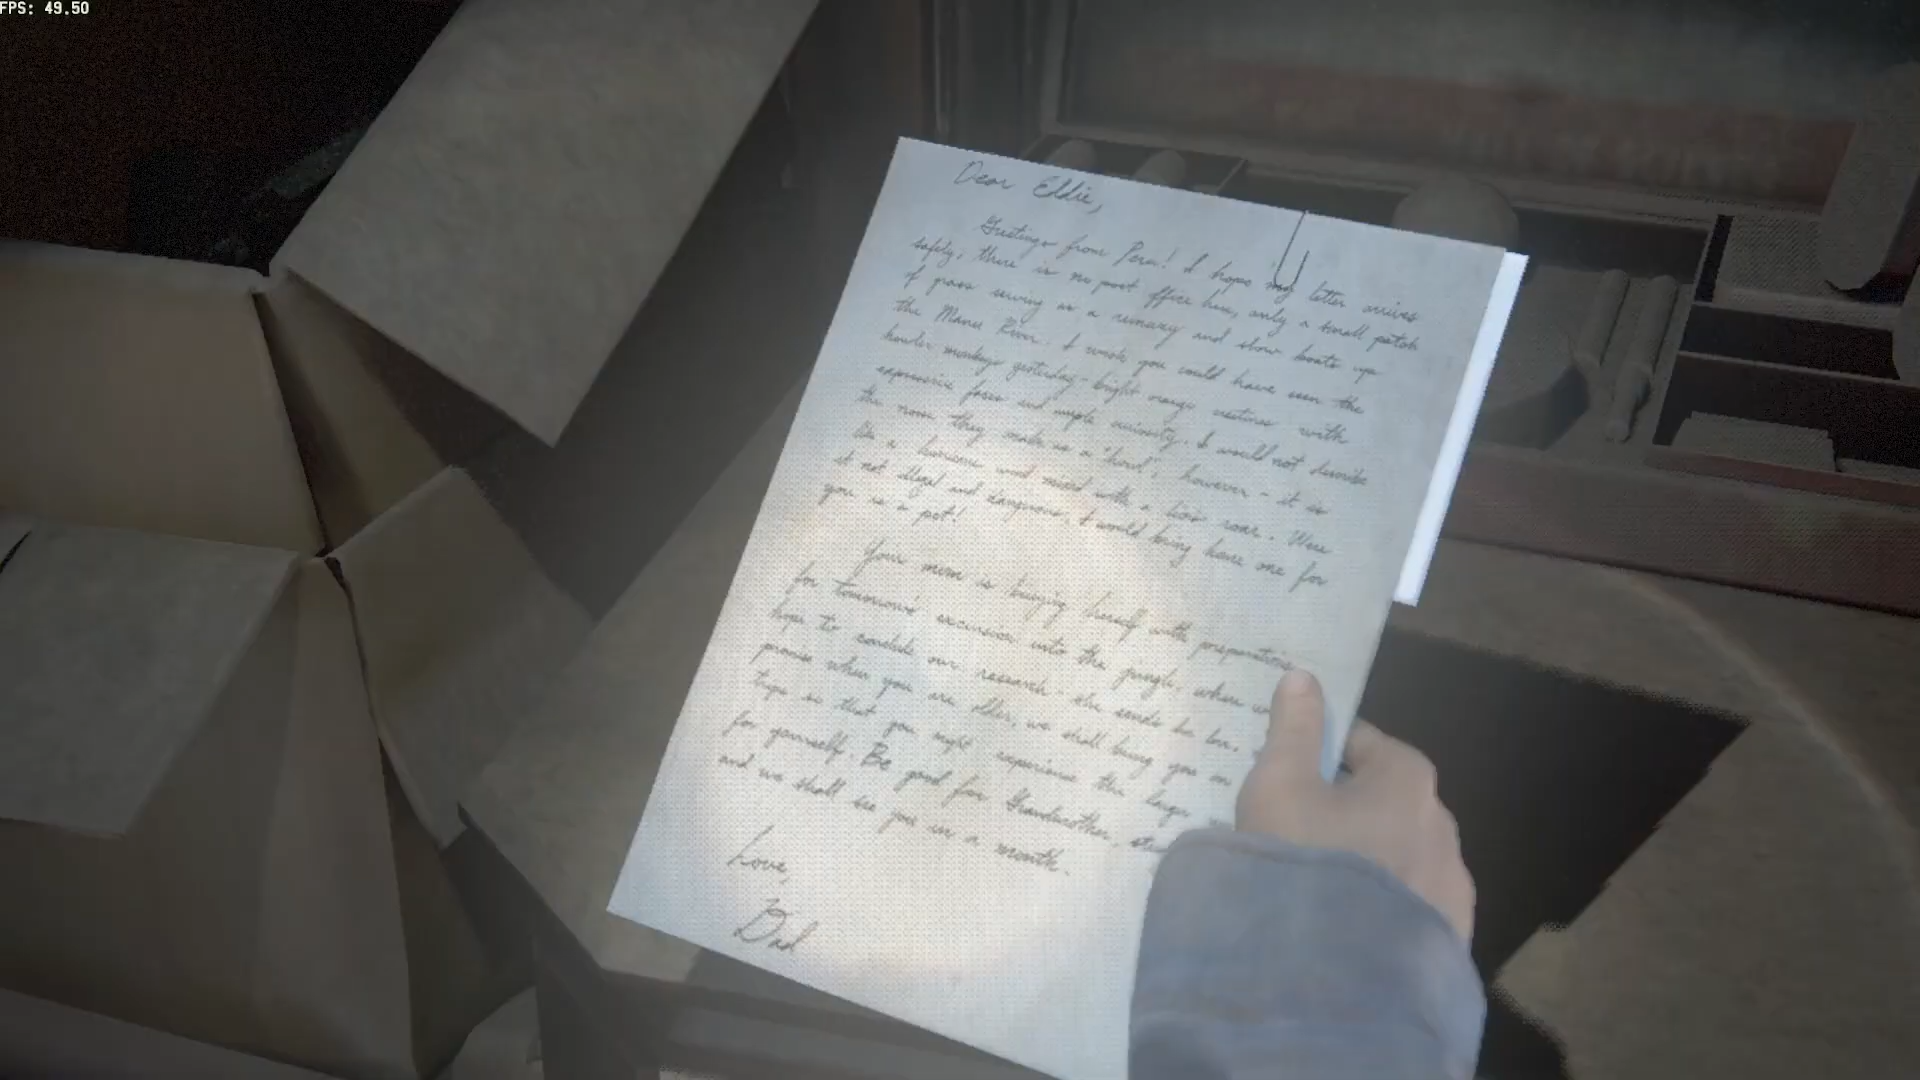 FPS: 49.50
Dear Eddie,
Greetings from Peru! I hope my letter arrives
safely; there is no post office here, only a small patch
of grass serving as a runway and slow boats up
the Manu River. I wish you could have seen the
howler monkeys yesterday - bright orange creatures with
expressive faces and ample curiosity. I would not describe
the noise they make as a "howl", however - it is
like a hurricane wind mixed with a lion's roar. Were
it not illegal and dangerous, I would bring home one for
you as a pet!
Your mom is busying herself with preparations
for tomorrow's excursion into the jungle, where
hope to conclude our research - she sends her love.
promise when you are older, we shall bring you on
trips so that you might experience the larger
for yourself. Be good for Grandmother,
and we shall see you in a month.
Love,
Dad